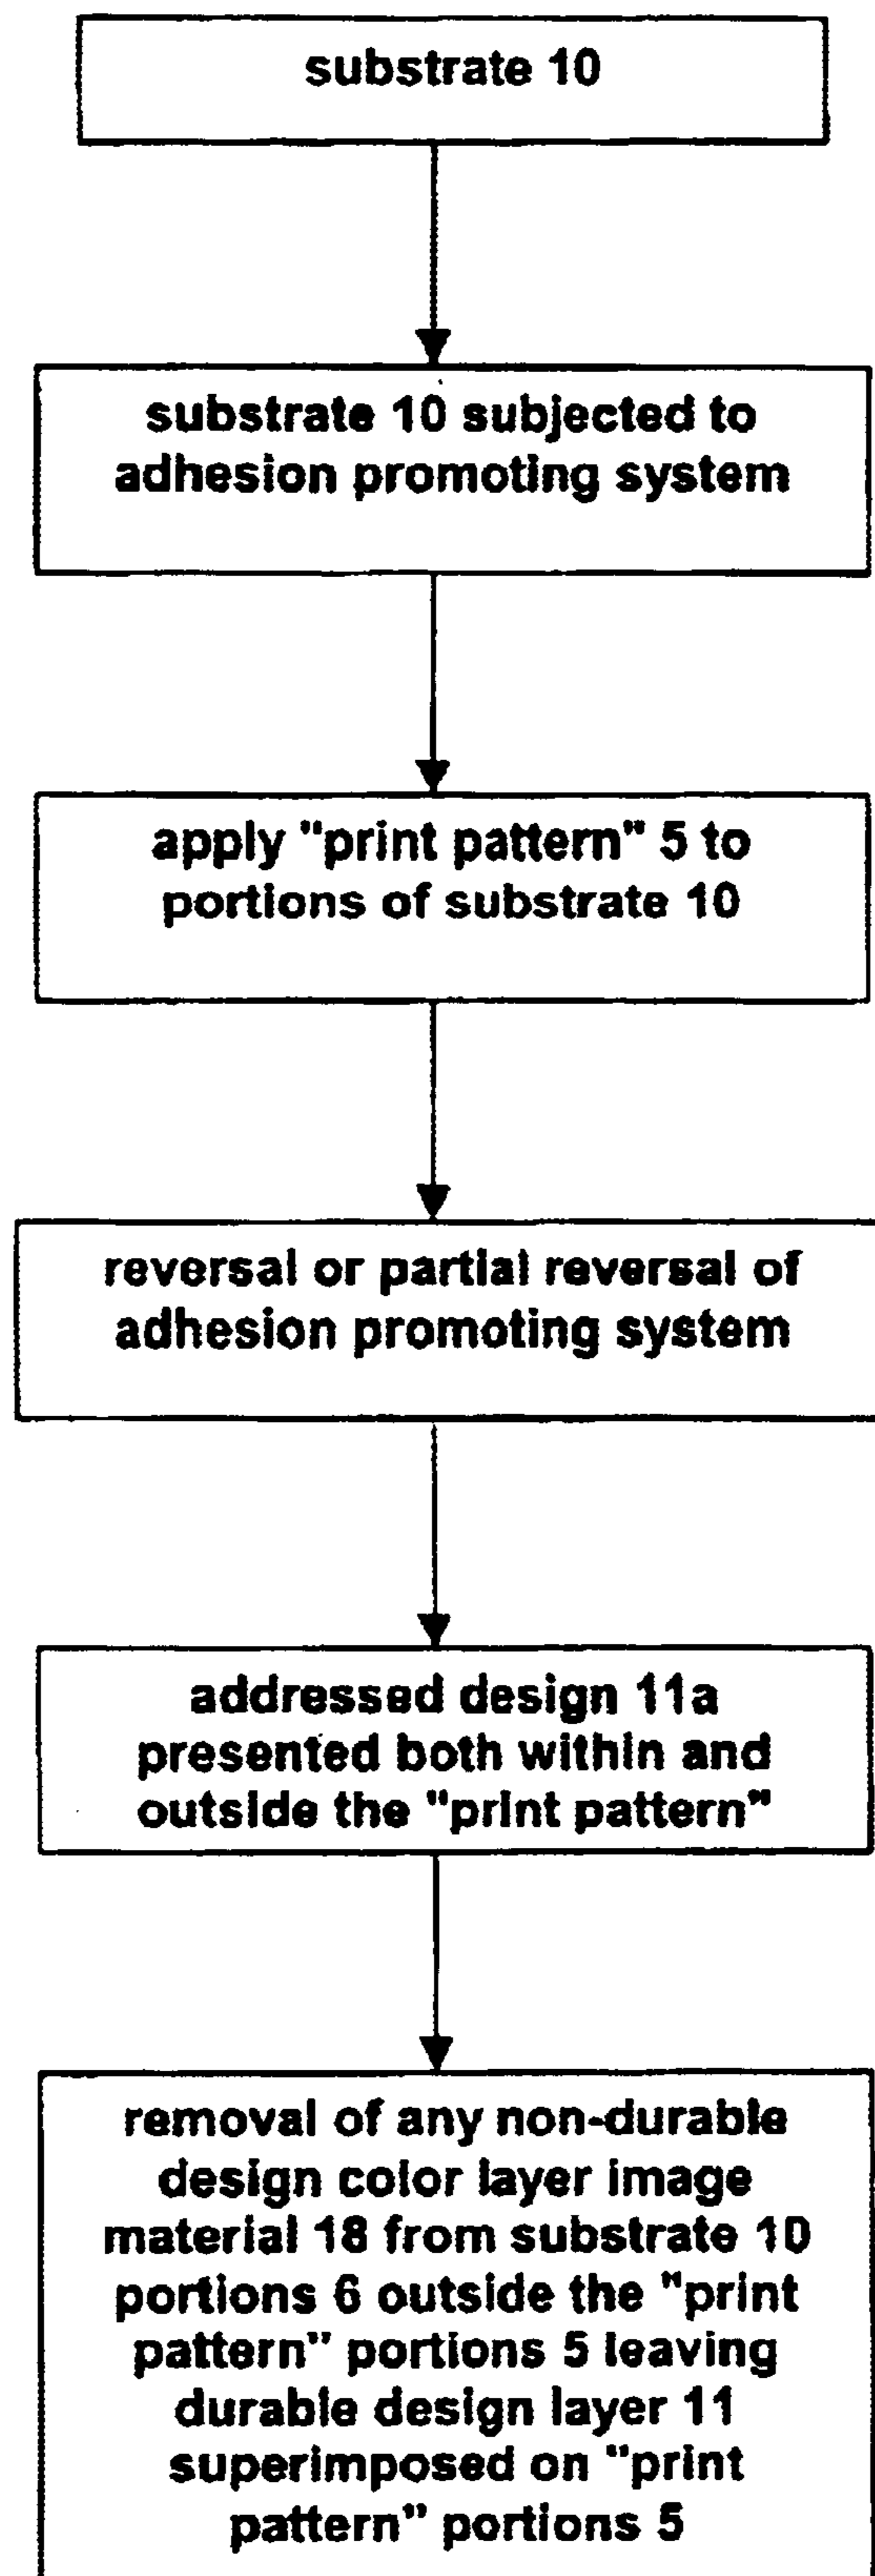 substrate 10
substrate 10 subjected to
adhesion promoting system
apply "print pattern" 5 to
portions of substrate 10
reversal or partial reversal of
adhesion promoting system
addressed design 11a
presented both within and
outside the "print pattern"
removal of any non-durable
design color layer image
material 18 from substrate 10
portions 6 outside the "print
pattern" portions 5 leaving
durable design layer 11
superimposed on "print
pattern" portions 5